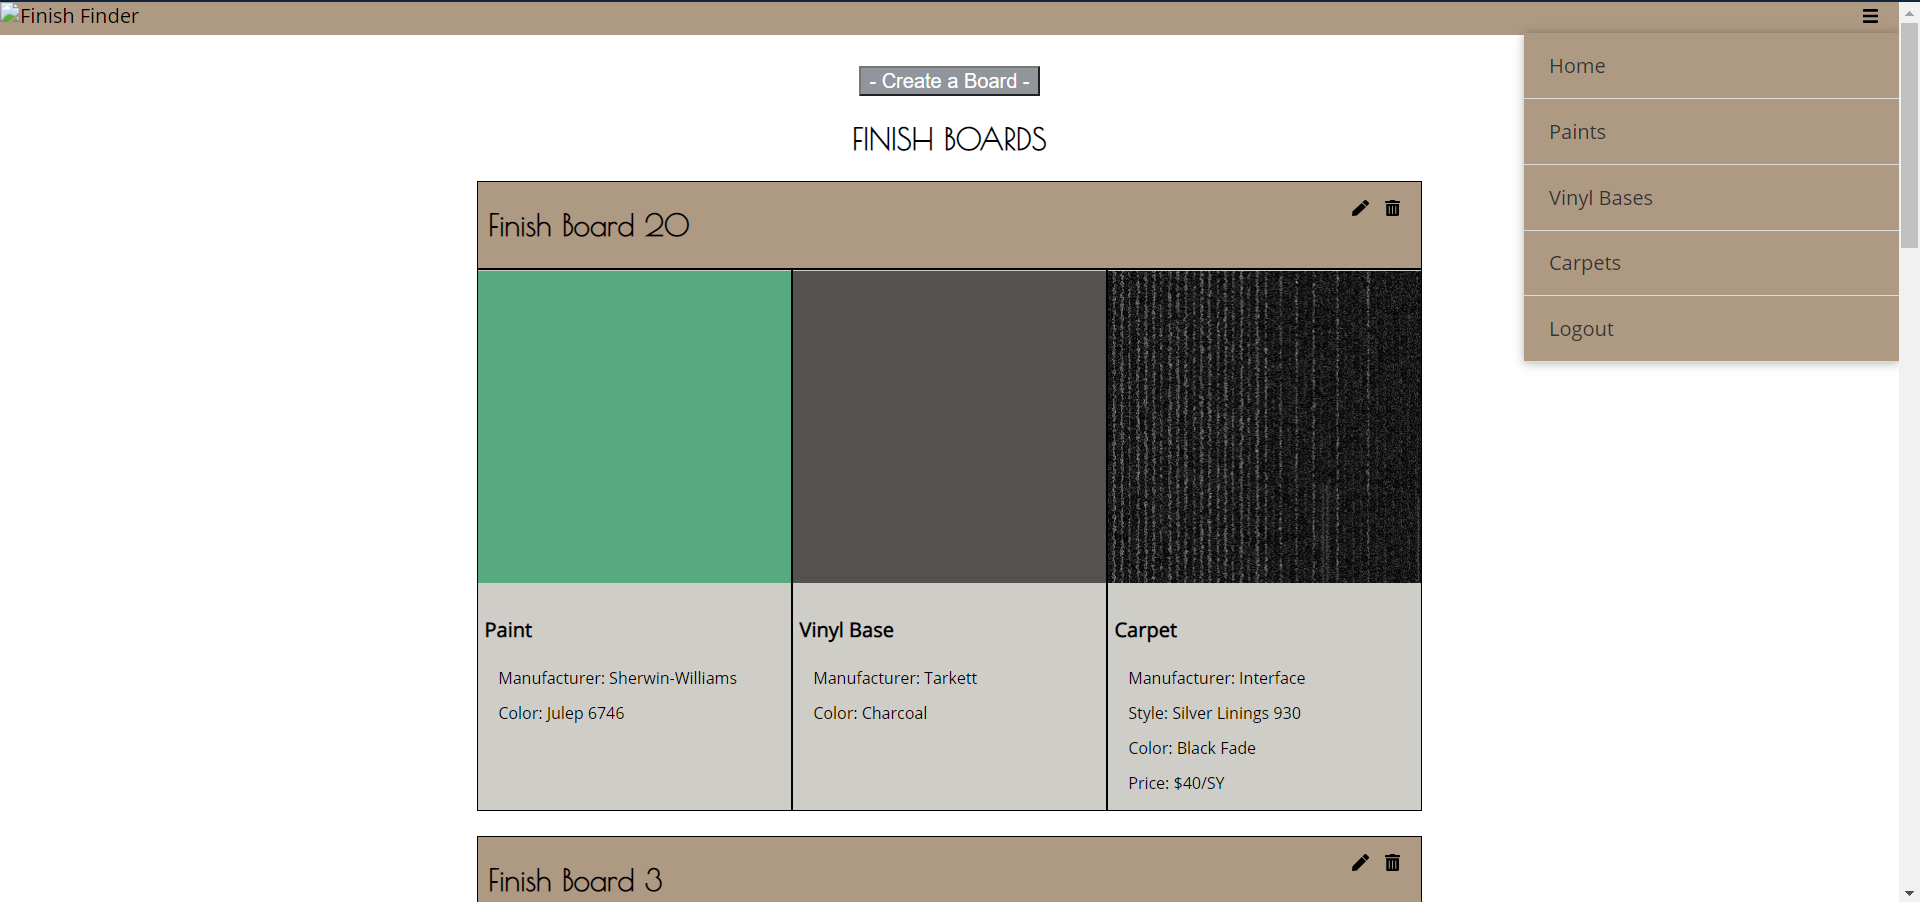 Finish Finder
Home
Paints
Vinyl Bases
Carpets
Logout
- Create a Board -
FINISH BOARDS
Finish Board 20
Paint
Manufacturer: Sherwin-Williams
Color: Julep 6746
Vinyl Base
Manufacturer: Tarkett
Color: Charcoal
Carpet
Manufacturer: Interface
Style: Silver Linings 930
Color: Black Fade
Price: $40/SY
Finish Board 3